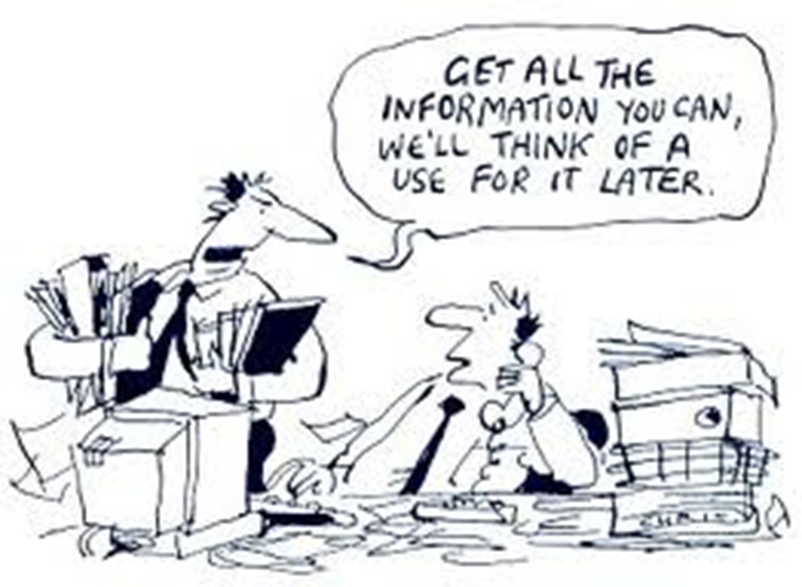 GET ALL THE
INFORMATION YOU CAN,
WE'LL THINK OF A
USE FOR IT LATER.